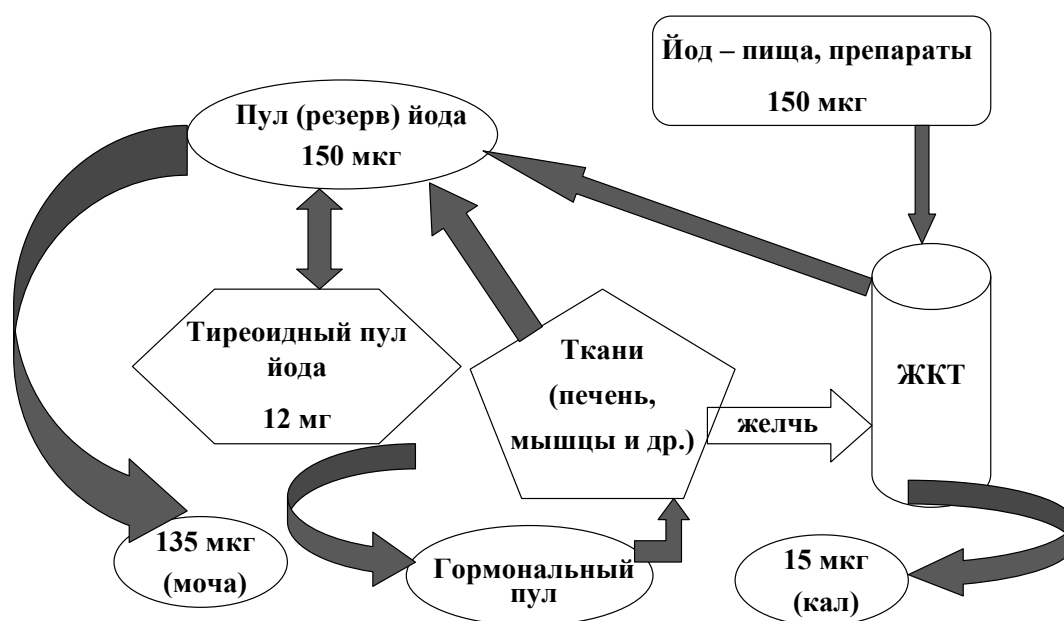 Йод – пища, препараты
150 мкг
Пул (резерв) йода
150 мкг
Тиреоидный пул
йода
12 мг
Ткани
(печень,
мышцы и др.)
желчь
ЖКТ
135 мкг
(моча)
Гормональный
пул
15 мкг
(кал)